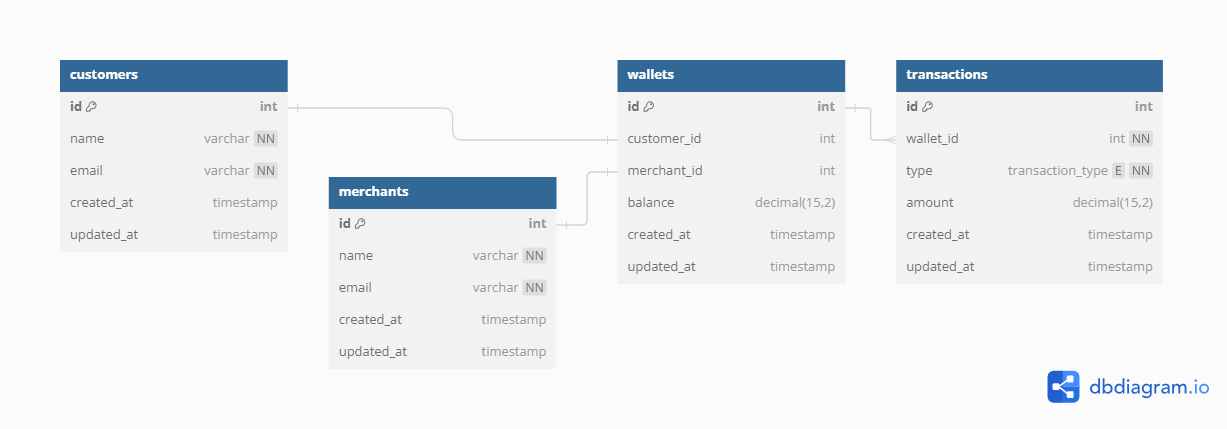 customers
id int
name varchar NN
email varchar NN
created_at timestamp
updated_at timestamp
merchants
id int
name varchar NN
email varchar NN
created_at timestamp
updated_at timestamp
wallets
id int
customer_id int
merchant_id int
balance decimal(15,2)
created_at timestamp
updated_at timestamp
transactions
id int
wallet_id int NN
type transaction_type E NN
amount decimal(15,2)
created_at timestamp
updated_at timestamp
dbdiagram.io